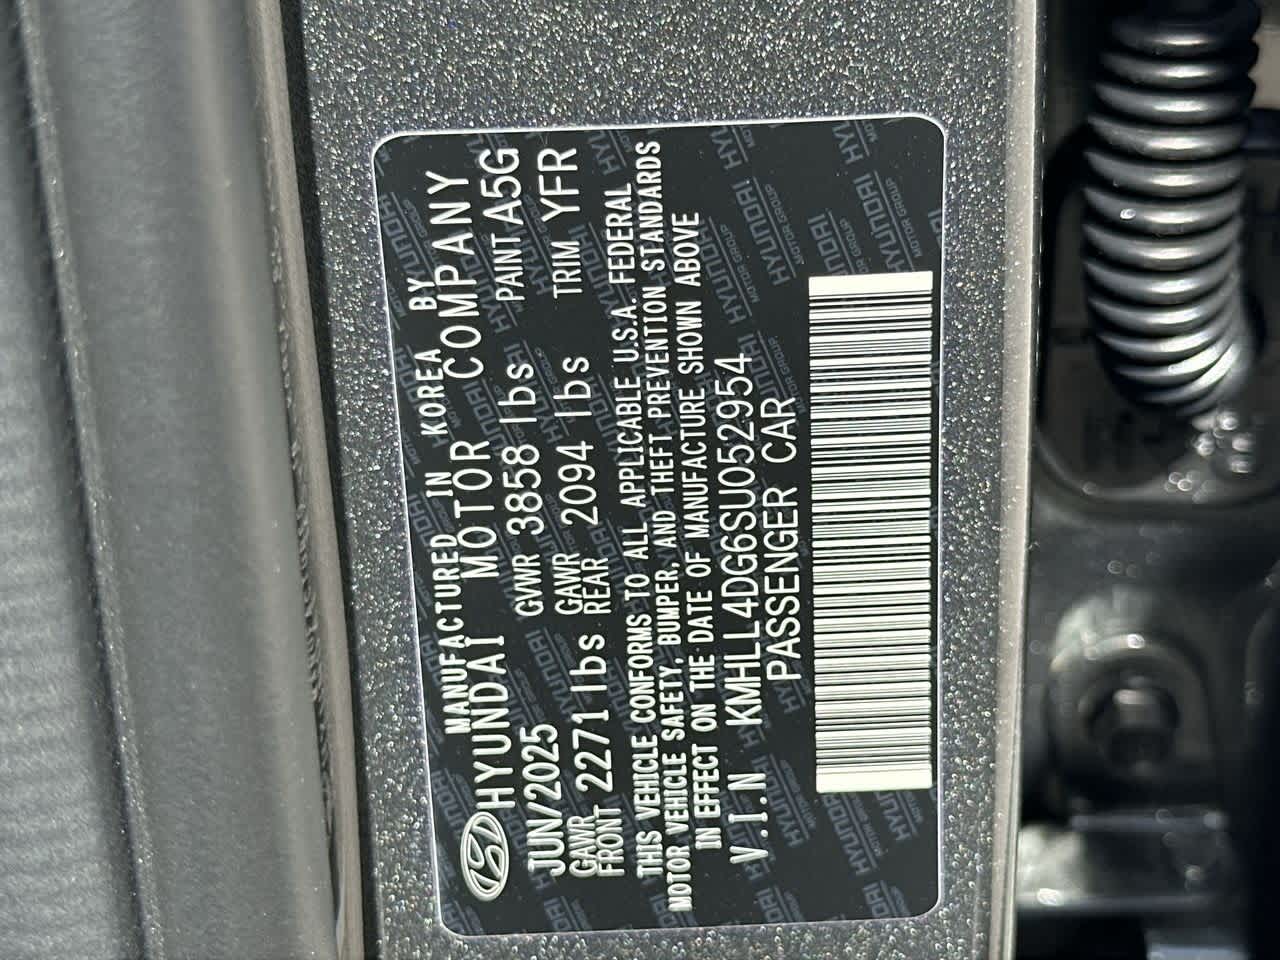 MANUFACTURED IN KOREA BY
HYUNDAI MOTOR COMPANY
JUN/2025 GVWR 3858 lbs PAINT A5G
GAWR FRONT 2271 lbs GAWR REAR 2094 lbs TRIM YFR
THIS VEHICLE CONFORMS TO ALL APPLICABLE U.S.A. FEDERAL
MOTOR VEHICLE SAFETY, BUMPER, AND THEFT PREVENTION STANDARDS
IN EFFECT ON THE DATE OF MANUFACTURE SHOWN ABOVE
V.I.N KMHLL4DG6SU052954
PASSENGER CAR
HYUNDAI
MOTOR GROUP